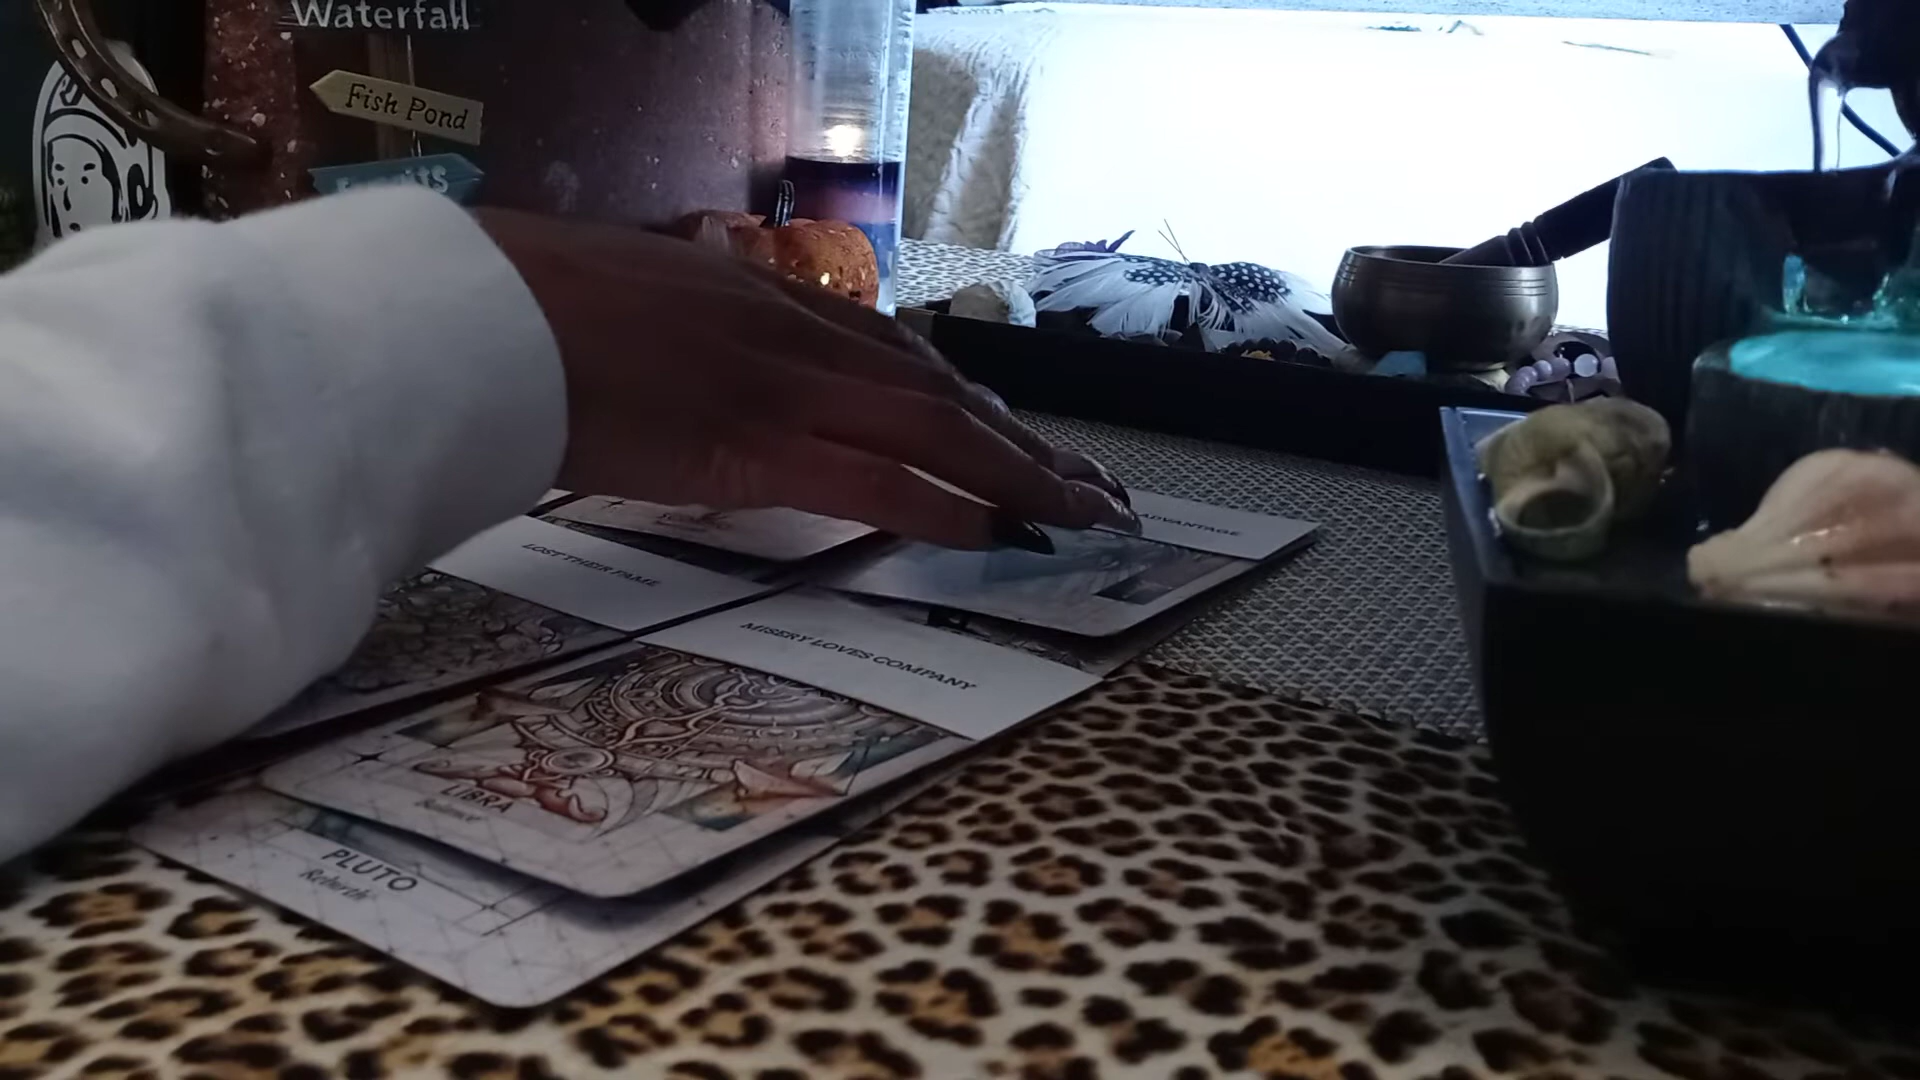 Waterfall
Fish Pond
ADVANTAGE
LOST THEIR FAME
MISERY LOVES COMPANY
LIBRA
Balance
PLUTO
Rebirth